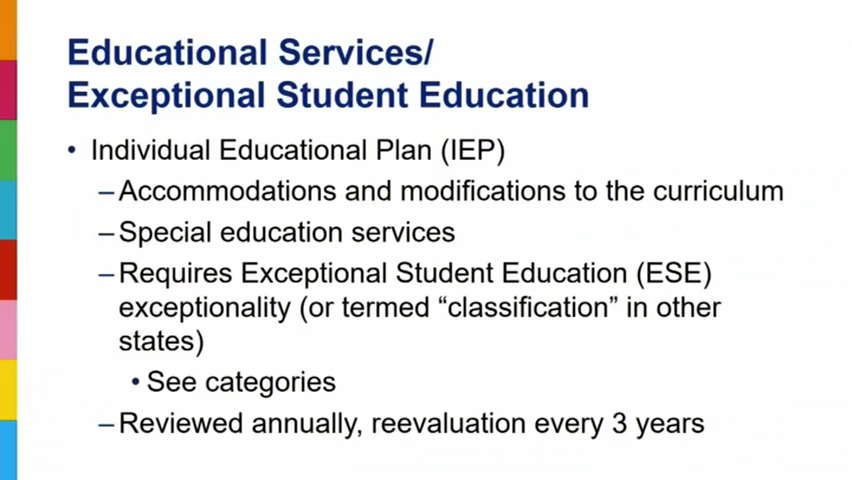 Educational Services/
Exceptional Student Education
• Individual Educational Plan (IEP)
–Accommodations and modifications to the curriculum
–Special education services
–Requires Exceptional Student Education (ESE)
exceptionality (or termed “classification” in other
states)
• See categories
–Reviewed annually, reevaluation every 3 years